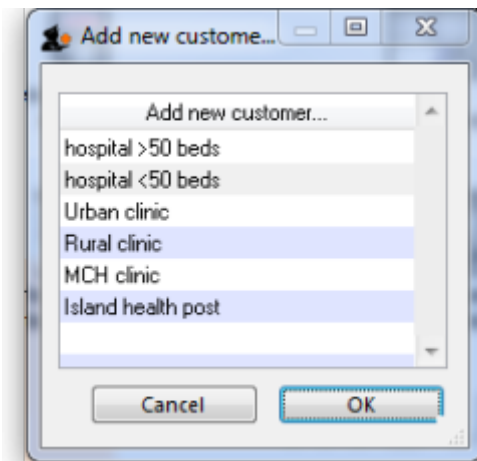 Add new custome...
Add new customer...
hospital >50 beds
hospital <50 beds
Urban clinic
Rural clinic
MCH clinic
Island health post
Cancel
OK